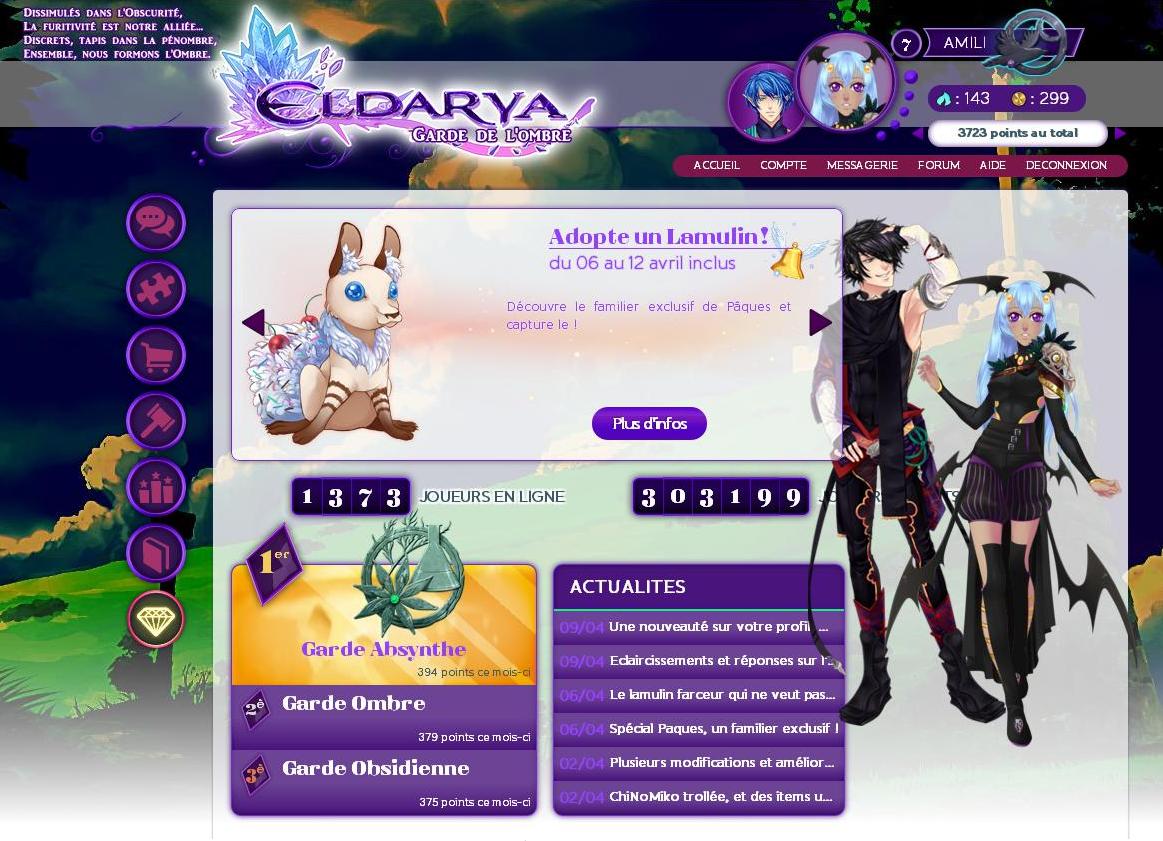 Dissimulés dans l'Obscurité,
La furitivité est notre alliée...
Discrets, tapis dans la pénombre,
Ensemble, nous formons l'Ombre.
ELDARYA
GARDE DE L'OMBRE
7 AMILI
: 143 : 299
3723 points au total
ACCUEIL COMPTE MESSAGERIE FORUM AIDE DECONNEXION
Adopte un Lamulin!
du 06 au 12 avril inclus
Découvre le familier exclusif de Pâques et
capture le !
Plus d'infos
1373 JOUEURS EN LIGNE
303199
1er
Garde Absynthe
394 points ce mois-ci
2è Garde Ombre
379 points ce mois-ci
3è Garde Obsidienne
375 points ce mois-ci
ACTUALITES
09/04 Une nouveauté sur votre profil ...
09/04 Eclaircissements et réponses sur l'...
06/04 Le lamulin farceur qui ne veut pas...
06/04 Spécial Paques, un familier exclusif !
02/04 Plusieurs modifications et amélior...
02/04 ChiNoMiko trollée, et des items u...